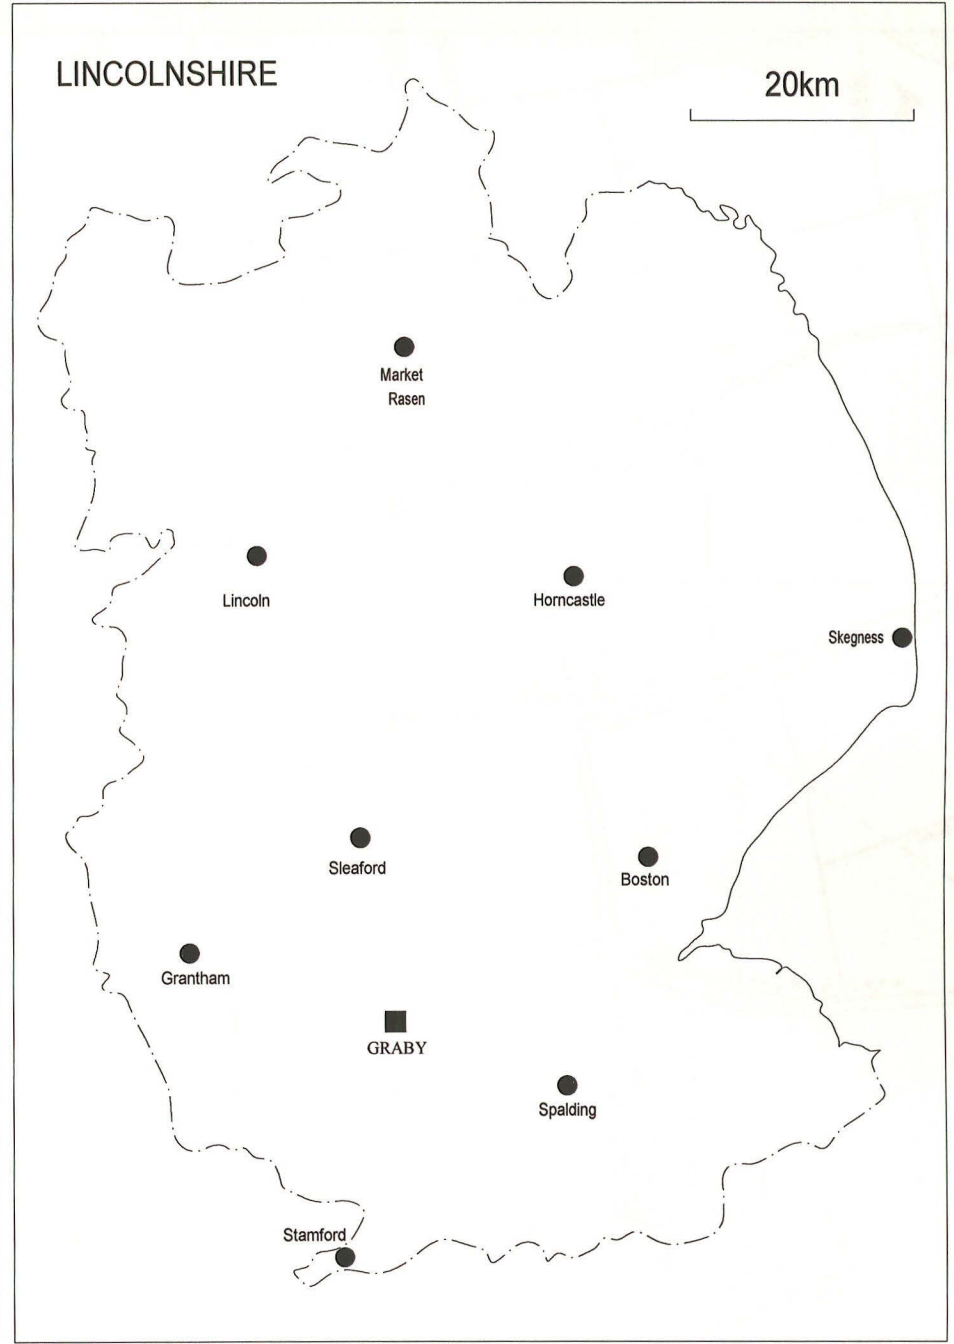 LINCOLNSHIRE
20km
Market
Rasen
Lincoln
Horncastle
Skegness
Sleaford
Boston
Grantham
GRABY
Spalding
Stamford